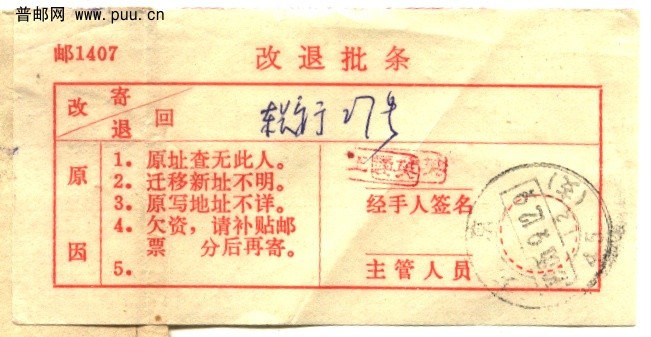 普邮网 www.puu.cn
邮1407
改退批条
改 寄退 回
27号
原因
1．原址查无此人。
2．迁移新址不明。
3．原写地址不详。
4．欠资，请补贴邮
票 分后再寄。
5．
经手人签名
主管人员